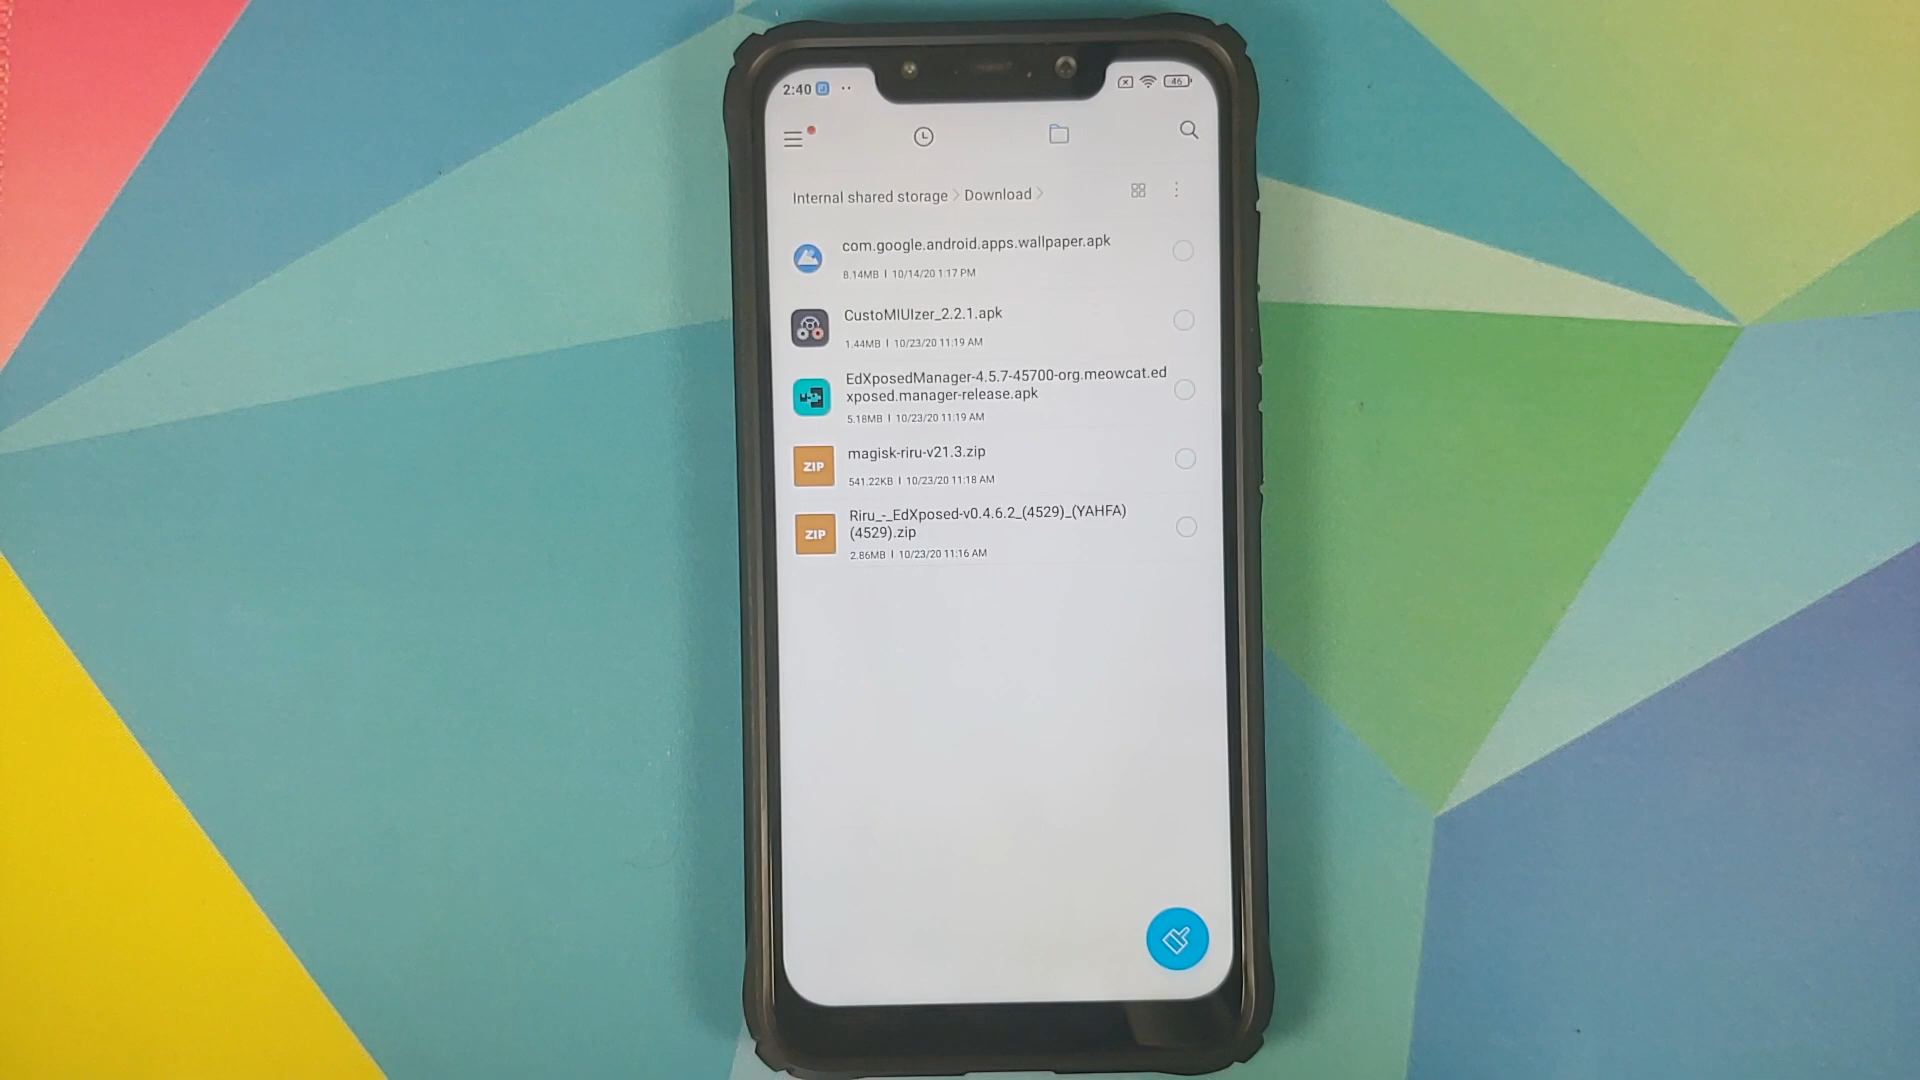 2:40
46
Internal shared storage > Download >
com.google.android.apps.wallpaper.apk
8.14MB | 10/14/20 1:17 PM
CustoMIUIzer_2.2.1.apk
1.44MB | 10/23/20 11:19 AM
EdXposedManager-4.5.7-45700-org.meowcat.ed
xposed.manager-release.apk
5.18MB | 10/23/20 11:19 AM
ZIP
magisk-riru-v21.3.zip
541.22KB | 10/23/20 11:18 AM
ZIP
Riru_-_EdXposed-v0.4.6.2_(4529)_(YAHFA)
(4529).zip
2.86MB | 10/23/20 11:16 AM